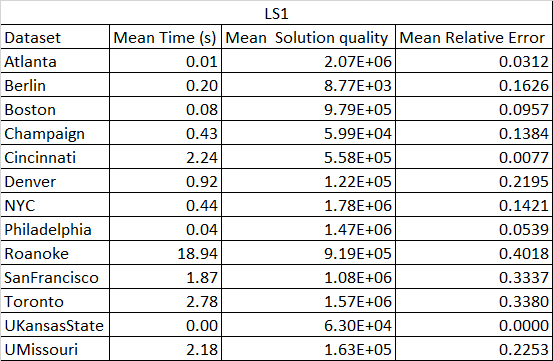 LS1
Dataset Mean Time (s) Mean  Solution quality Mean Relative Error
Atlanta 0.01 2.07E+06 0.0312
Berlin 0.20 8.77E+03 0.1626
Boston 0.08 9.79E+05 0.0957
Champaign 0.43 5.99E+04 0.1384
Cincinnati 2.24 5.58E+05 0.0077
Denver 0.92 1.22E+05 0.2195
NYC 0.44 1.78E+06 0.1421
Philadelphia 0.04 1.47E+06 0.0539
Roanoke 18.94 9.19E+05 0.4018
SanFrancisco 1.87 1.08E+06 0.3337
Toronto 2.78 1.57E+06 0.3380
UKansasState 0.00 6.30E+04 0.0000
UMissouri 2.18 1.63E+05 0.2253